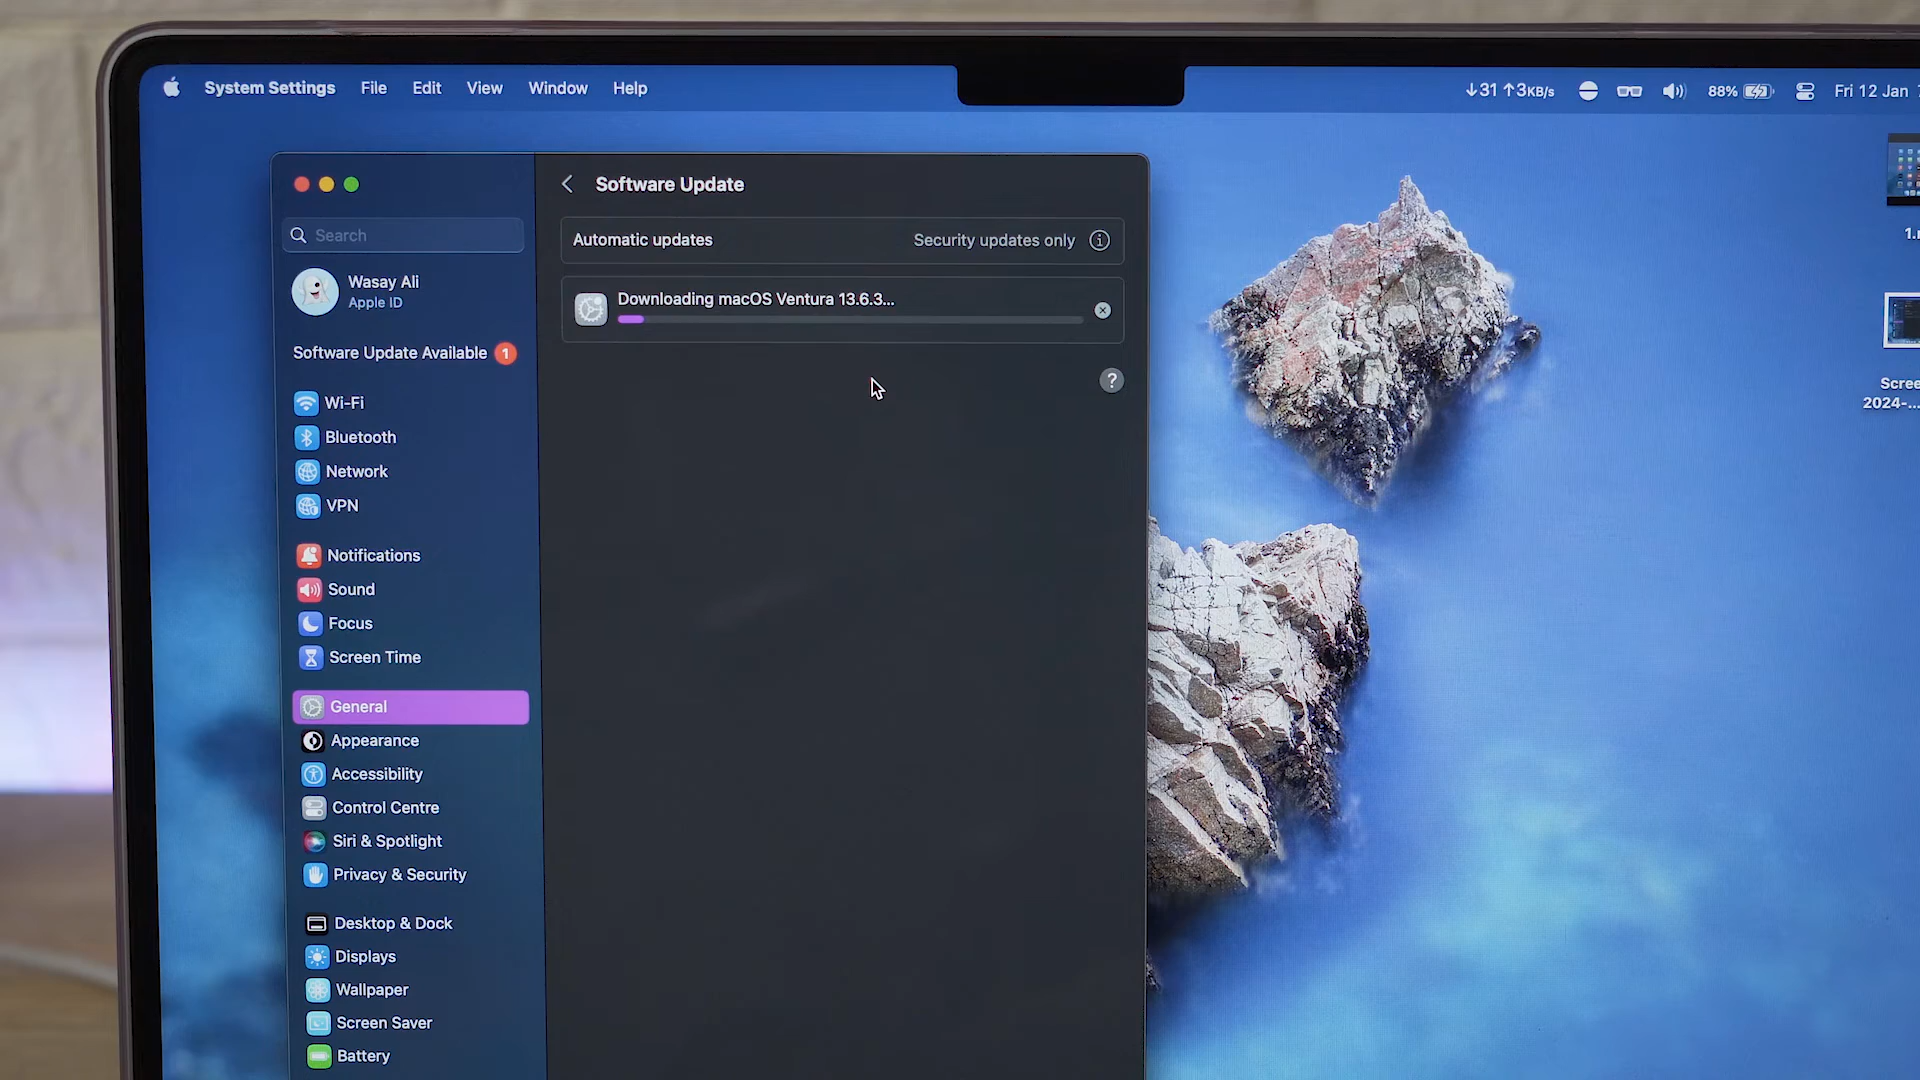 System Settings File Edit View Window Help
↓31 ↑3KB/s 88% Fri 12 Jan
Software Update
Search
Automatic updates Security updates only
Wasay Ali
Apple ID
Downloading macOS Ventura 13.6.3...
Software Update Available 1
?
Wi-Fi
Bluetooth
Network
VPN
Notifications
Sound
Focus
Screen Time
General
Appearance
Accessibility
Control Centre
Siri & Spotlight
Privacy & Security
Desktop & Dock
Displays
Wallpaper
Screen Saver
Battery
Scree
2024-...